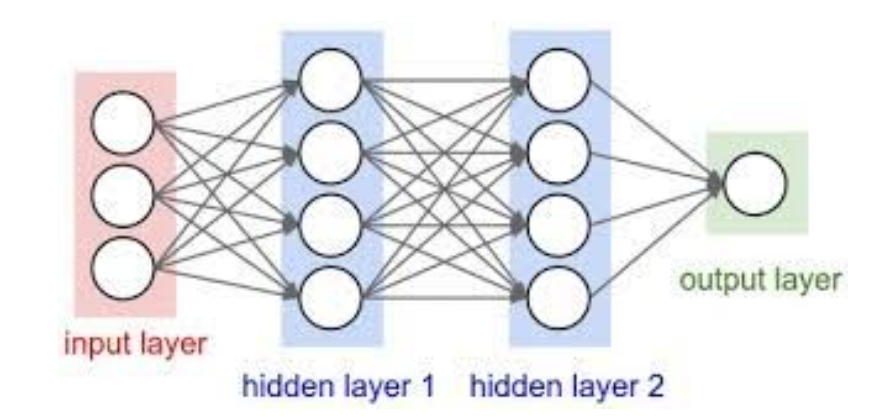 input layer
hidden layer 1
hidden layer 2
output layer